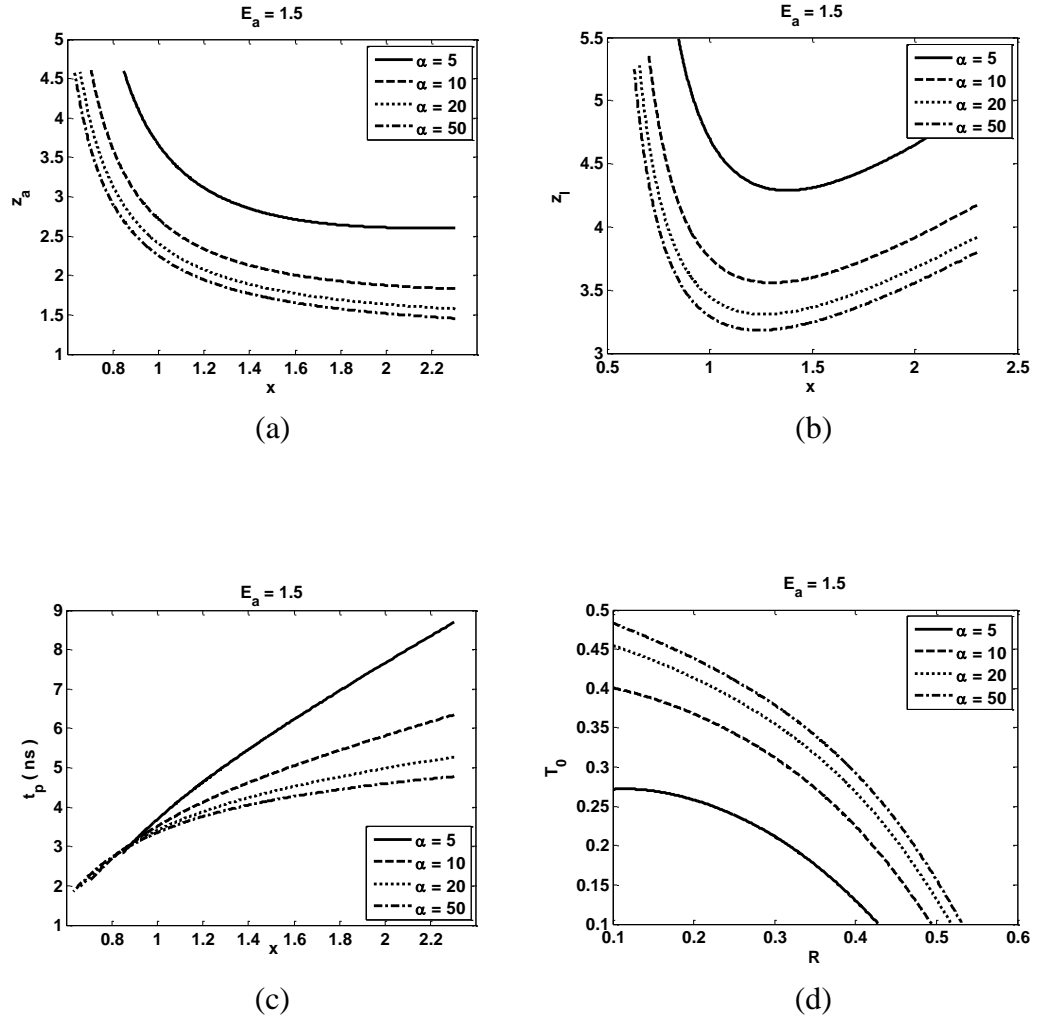 E_a = 1.5
z_a
5
4.5
4
3.5
3
2.5
2
1.5
1
0.8 1 1.2 1.4 1.6 1.8 2 2.2
x
α = 5
α = 10
α = 20
α = 50
(a)
E_a = 1.5
z_l
5.5
5
4.5
4
3.5
3
0.5 1 1.5 2 2.5
x
α = 5
α = 10
α = 20
α = 50
(b)
E_a = 1.5
t_p ( ns )
9
8
7
6
5
4
3
2
1
0.8 1 1.2 1.4 1.6 1.8 2 2.2
x
α = 5
α = 10
α = 20
α = 50
(c)
E_a = 1.5
T_0
0.5
0.45
0.4
0.35
0.3
0.25
0.2
0.15
0.1
0.1 0.2 0.3 0.4 0.5 0.6
R
α = 5
α = 10
α = 20
α = 50
(d)